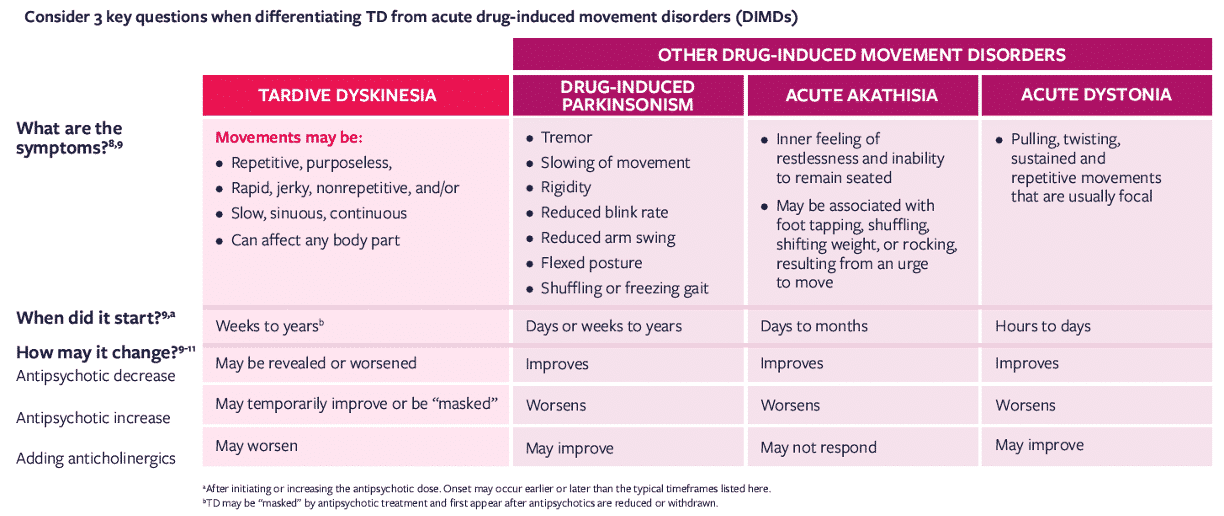 Consider 3 key questions when differentiating TD from acute drug-induced movement disorders (DIMDs)
OTHER DRUG-INDUCED MOVEMENT DISORDERS
TARDIVE DYSKINESIA
DRUG-INDUCED
PARKINSONISM
ACUTE AKATHISIA
ACUTE DYSTONIA
What are the
symptoms?⁸,⁹
Movements may be:
• Repetitive, purposeless,
• Rapid, jerky, nonrepetitive, and/or
• Slow, sinuous, continuous
• Can affect any body part
• Tremor
• Slowing of movement
• Rigidity
• Reduced blink rate
• Reduced arm swing
• Flexed posture
• Shuffling or freezing gait
• Inner feeling of
restlessness and inability
to remain seated
• May be associated with
foot tapping, shuffling,
shifting weight, or rocking,
resulting from an urge
to move
• Pulling, twisting,
sustained and
repetitive movements
that are usually focal
When did it start?⁹,ᵃ
Weeks to yearsᵇ
Days or weeks to years
Days to months
Hours to days
How may it change?⁹⁻¹¹
Antipsychotic decrease
May be revealed or worsened
Improves
Improves
Improves
Antipsychotic increase
May temporarily improve or be “masked”
Worsens
Worsens
Worsens
Adding anticholinergics
May worsen
May improve
May not respond
May improve
ᵃAfter initiating or increasing the antipsychotic dose. Onset may occur earlier or later than the typical timeframes listed here.
ᵇTD may be “masked” by antipsychotic treatment and first appear after antipsychotics are reduced or withdrawn.